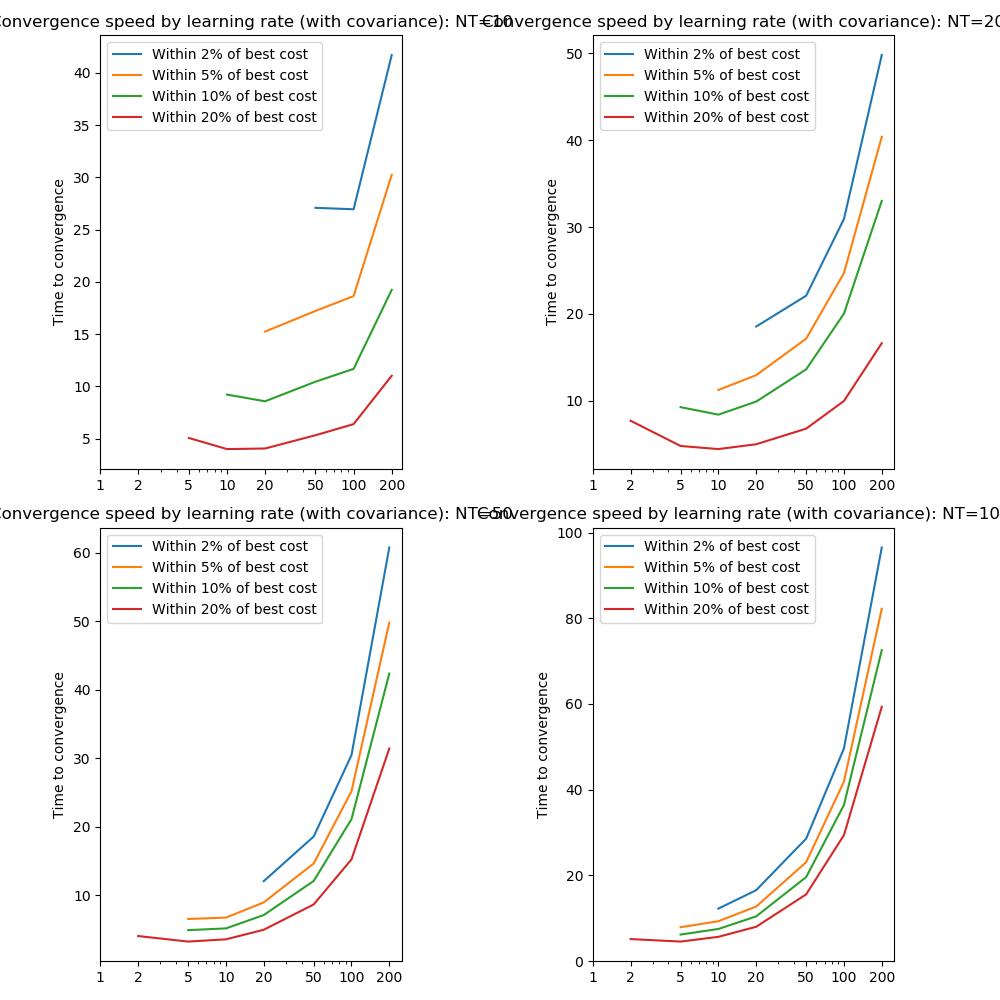 Convergence speed by learning rate (with covariance): NT=10
Convergence speed by learning rate (with covariance): NT=20
Within 2% of best cost
Within 5% of best cost
Within 10% of best cost
Within 20% of best cost
Time to convergence
40
35
30
25
20
15
10
5
1 2 5 10 20 50 100 200
Within 2% of best cost
Within 5% of best cost
Within 10% of best cost
Within 20% of best cost
Time to convergence
50
40
30
20
10
1 2 5 10 20 50 100 200
Convergence speed by learning rate (with covariance): NT=50
Convergence speed by learning rate (with covariance): NT=10
Within 2% of best cost
Within 5% of best cost
Within 10% of best cost
Within 20% of best cost
Time to convergence
60
50
40
30
20
10
1 2 5 10 20 50 100 200
Within 2% of best cost
Within 5% of best cost
Within 10% of best cost
Within 20% of best cost
Time to convergence
100
80
60
40
20
0
1 2 5 10 20 50 100 200